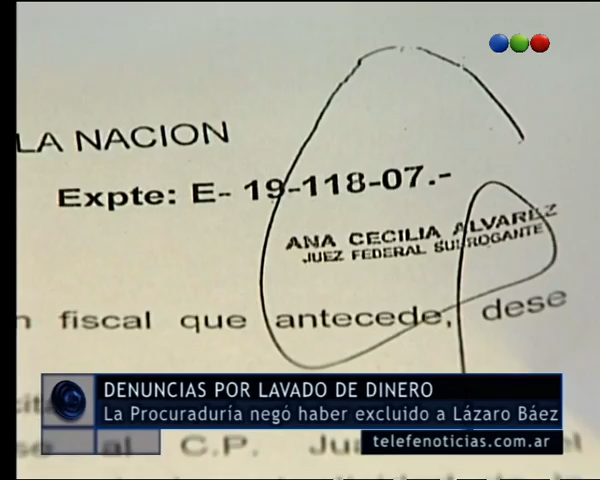 LA NACION
Expte: E- 19-118-07.-
ANA CECILIA ALVAREZ
JUEZ FEDERAL SUBROGANTE
fiscal que antecede, dese
DENUNCIAS POR LAVADO DE DINERO
La Procuraduría negó haber excluido a Lázaro Báez
al C.P.
telefenoticias.com.ar